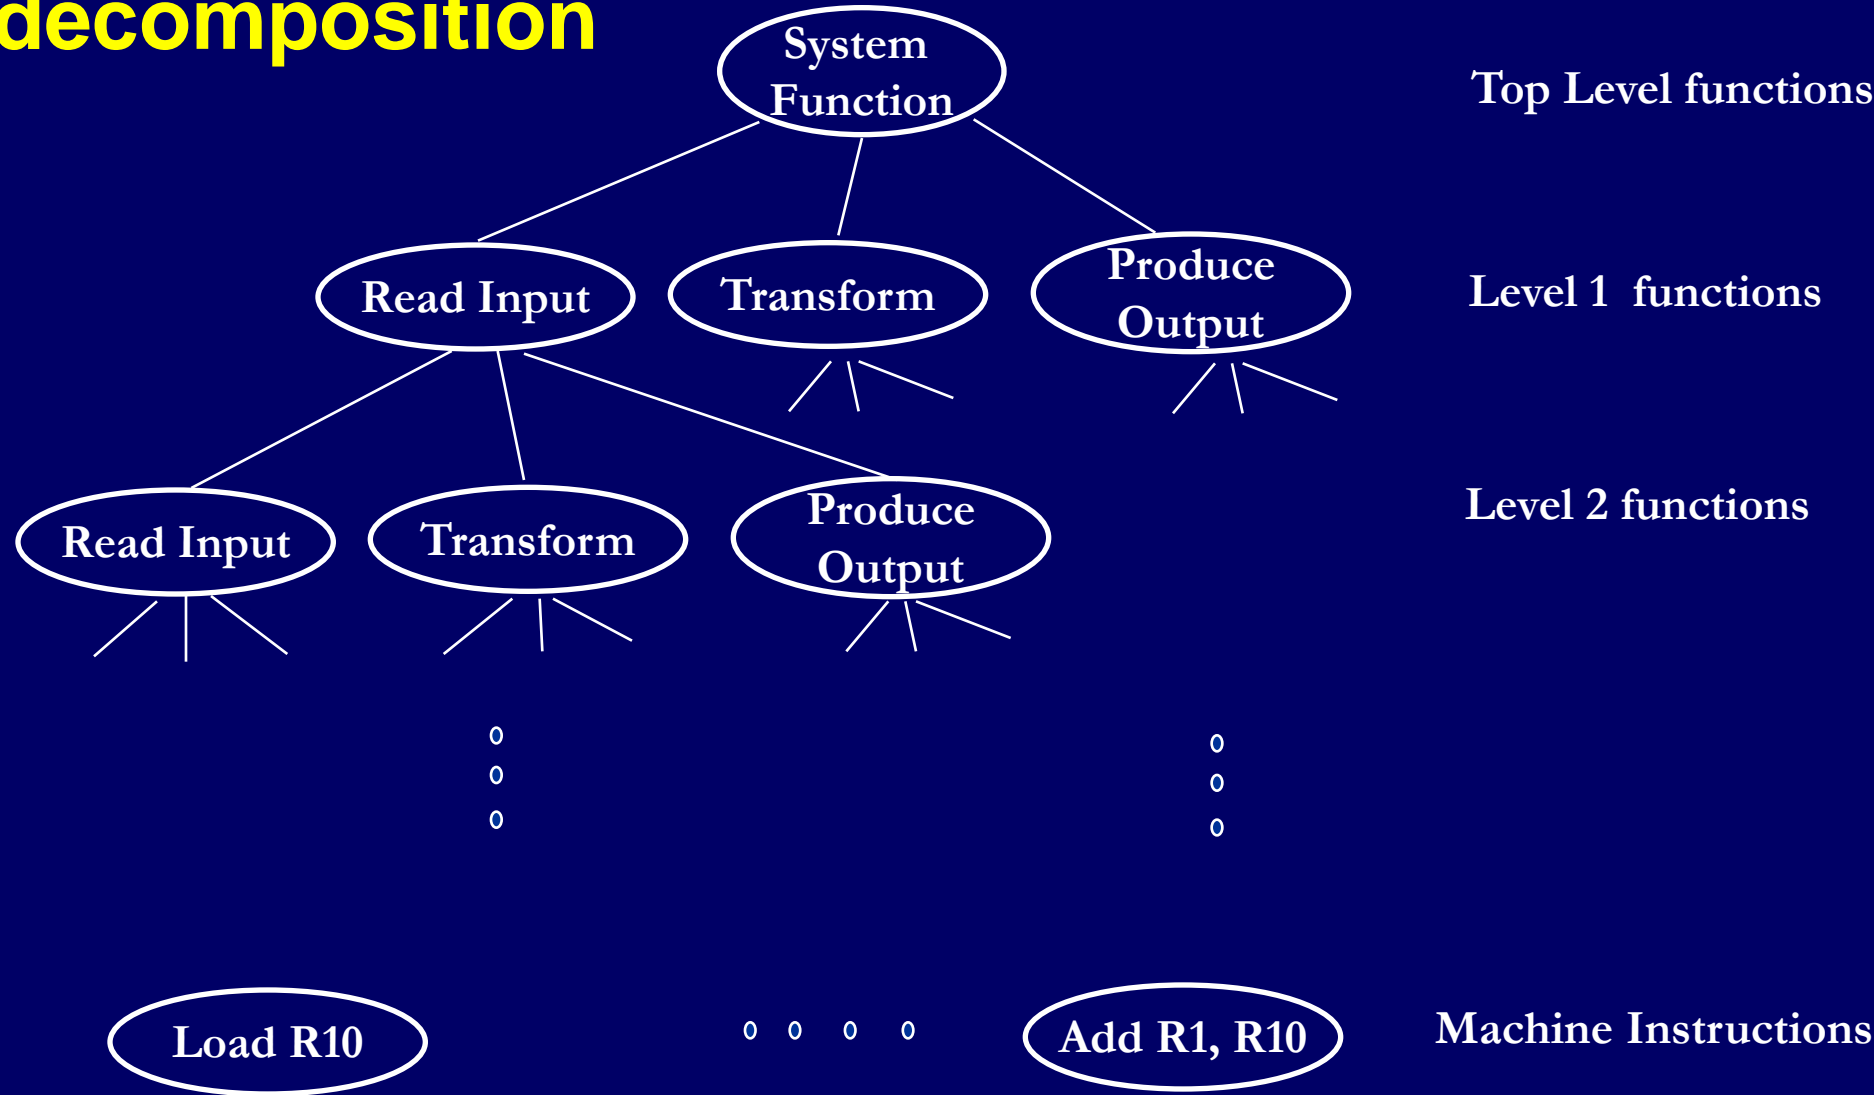 decomposition
System
Function
Top Level functions
Read Input
Transform
Produce
Output
Level 1 functions
Read Input
Transform
Produce
Output
Level 2 functions
Load R10
Add R1, R10
Machine Instructions